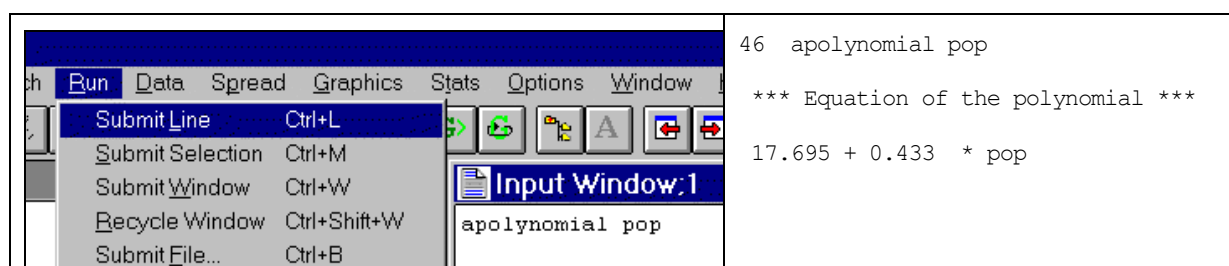 ch Run Data Spread Graphics Stats Options Window
Submit Line Ctrl+L
Submit Selection Ctrl+M
Submit Window Ctrl+W
Recycle Window Ctrl+Shift+W
Submit File... Ctrl+B
A
Input Window;1
apolynomial pop
46 apolynomial pop
*** Equation of the polynomial ***
17.695 + 0.433 * pop